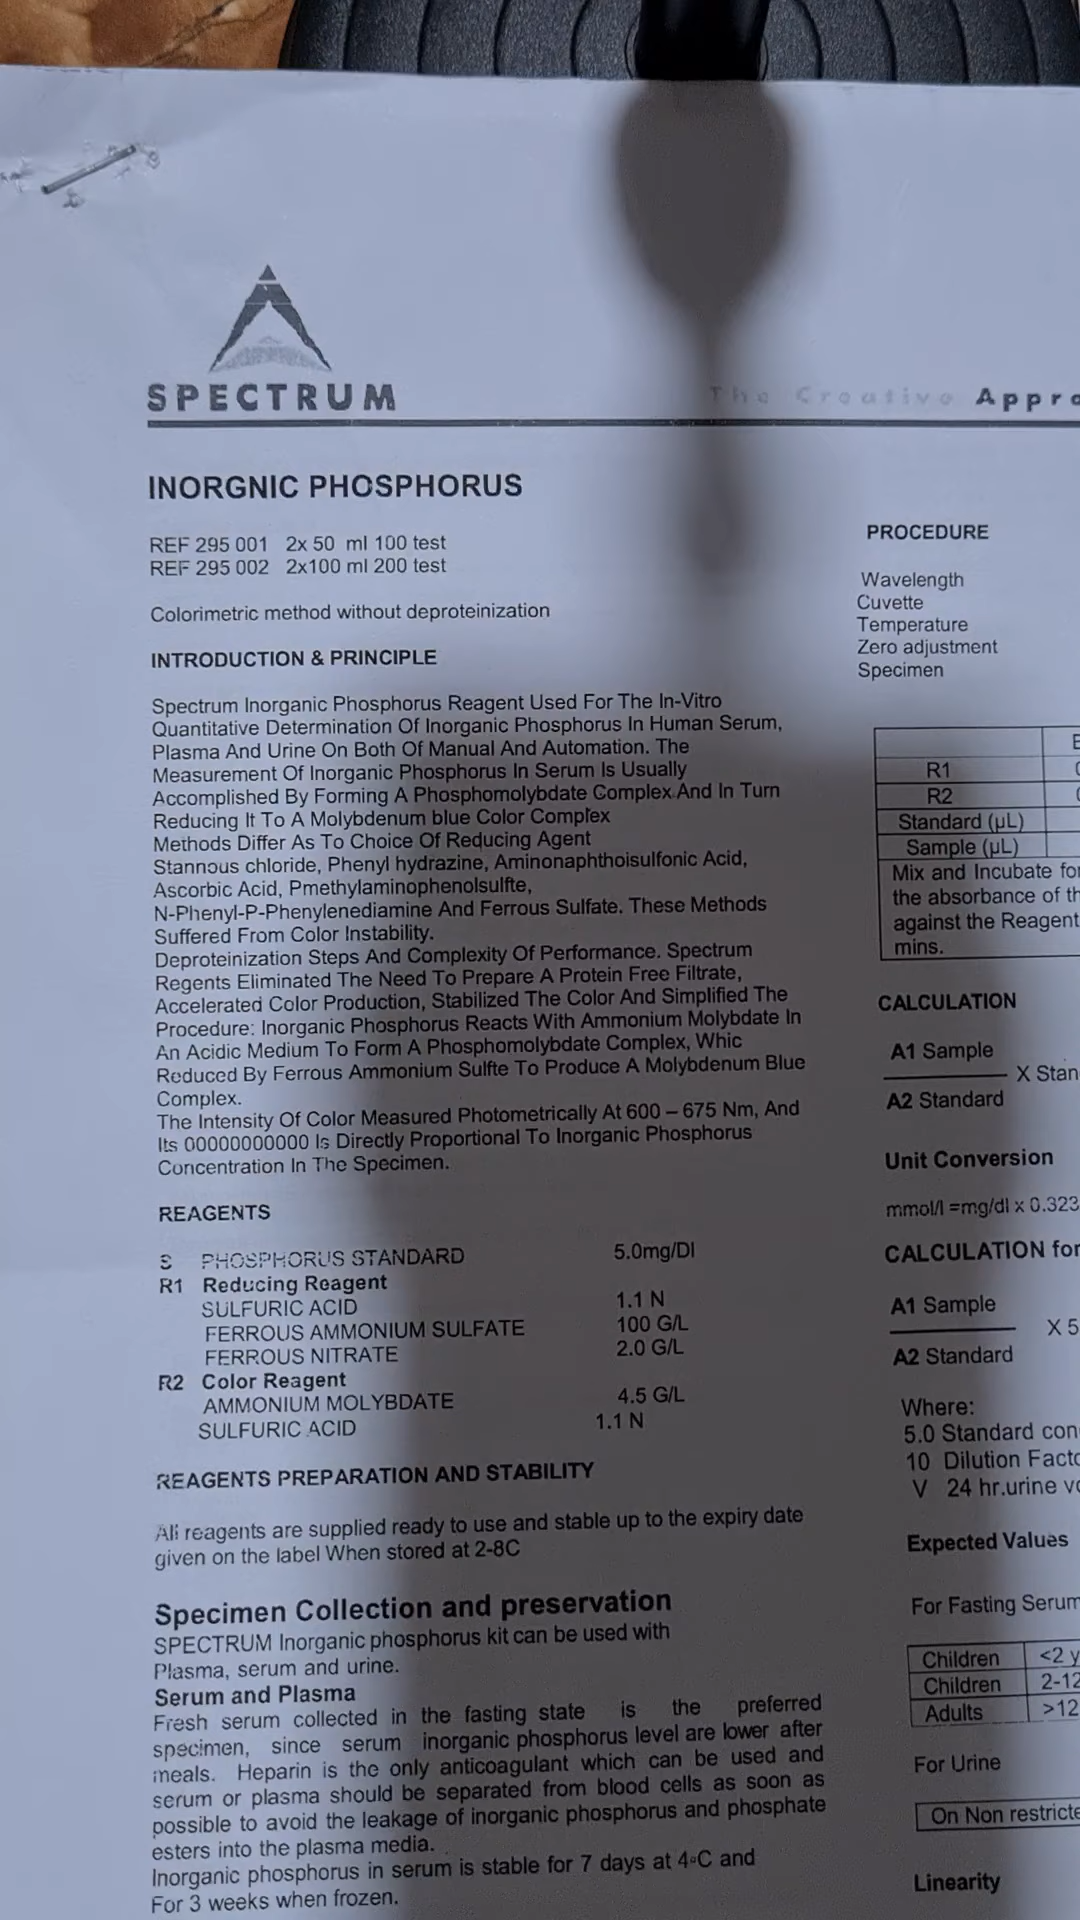 SPECTRUM
The Creative Appro
INORGNIC PHOSPHORUS
REF 295 001 2x 50 ml 100 test
REF 295 002 2x100 ml 200 test
Colorimetric method without deproteinization
INTRODUCTION & PRINCIPLE
Spectrum Inorganic Phosphorus Reagent Used For The In-Vitro
Quantitative Determination Of Inorganic Phosphorus In Human Serum,
Plasma And Urine On Both Of Manual And Automation. The
Measurement Of Inorganic Phosphorus In Serum Is Usually
Accomplished By Forming A Phosphomolybdate Complex And In Turn
Reducing It To A Molybdenum blue Color Complex
Methods Differ As To Choice Of Reducing Agent
Stannous chloride, Phenyl hydrazine, Aminonaphthoisulfonic Acid,
Ascorbic Acid, Pmethylaminophenolsulfte,
N-Phenyl-P-Phenylenediamine And Ferrous Sulfate. These Methods
Suffered From Color Instability.
Deproteinization Steps And Complexity Of Performance. Spectrum
Regents Eliminated The Need To Prepare A Protein Free Filtrate,
Accelerated Color Production, Stabilized The Color And Simplified The
Procedure: Inorganic Phosphorus Reacts With Ammonium Molybdate In
An Acidic Medium To Form A Phosphomolybdate Complex, Whic
Reduced By Ferrous Ammonium Sulfte To Produce A Molybdenum Blue
Complex.
The Intensity Of Color Measured Photometrically At 600 – 675 Nm, And
Its 00000000000 Is Directly Proportional To Inorganic Phosphorus
Concentration In The Specimen.
REAGENTS
S PHOSPHORUS STANDARD 5.0mg/Dl
R1 Reducing Reagent
SULFURIC ACID 1.1 N
FERROUS AMMONIUM SULFATE 100 G/L
FERROUS NITRATE 2.0 G/L
R2 Color Reagent
AMMONIUM MOLYBDATE 4.5 G/L
SULFURIC ACID 1.1 N
REAGENTS PREPARATION AND STABILITY
All reagents are supplied ready to use and stable up to the expiry date
given on the label When stored at 2-8C
Specimen Collection and preservation
SPECTRUM Inorganic phosphorus kit can be used with
Plasma, serum and urine.
Serum and Plasma
Fresh serum collected in the fasting state is the preferred
specimen, since serum inorganic phosphorus level are lower after
meals. Heparin is the only anticoagulant which can be used and
serum or plasma should be separated from blood cells as soon as
possible to avoid the leakage of inorganic phosphorus and phosphate
esters into the plasma media.
Inorganic phosphorus in serum is stable for 7 days at 4◦C and
For 3 weeks when frozen.
PROCEDURE
Wavelength
Cuvette
Temperature
Zero adjustment
Specimen
R1
R2
Standard (µL)
Sample (µL)
Mix and Incubate for
the absorbance of th
against the Reagent
mins.
CALCULATION
A1 Sample
X Stan
A2 Standard
Unit Conversion
mmol/l =mg/dl x 0.323
CALCULATION for
A1 Sample
X 5
A2 Standard
Where:
5.0 Standard con
10 Dilution Facto
V 24 hr.urine vo
Expected Values
For Fasting Serum
Children <2 y
Children 2-12
Adults >12
For Urine
On Non restricte
Linearity